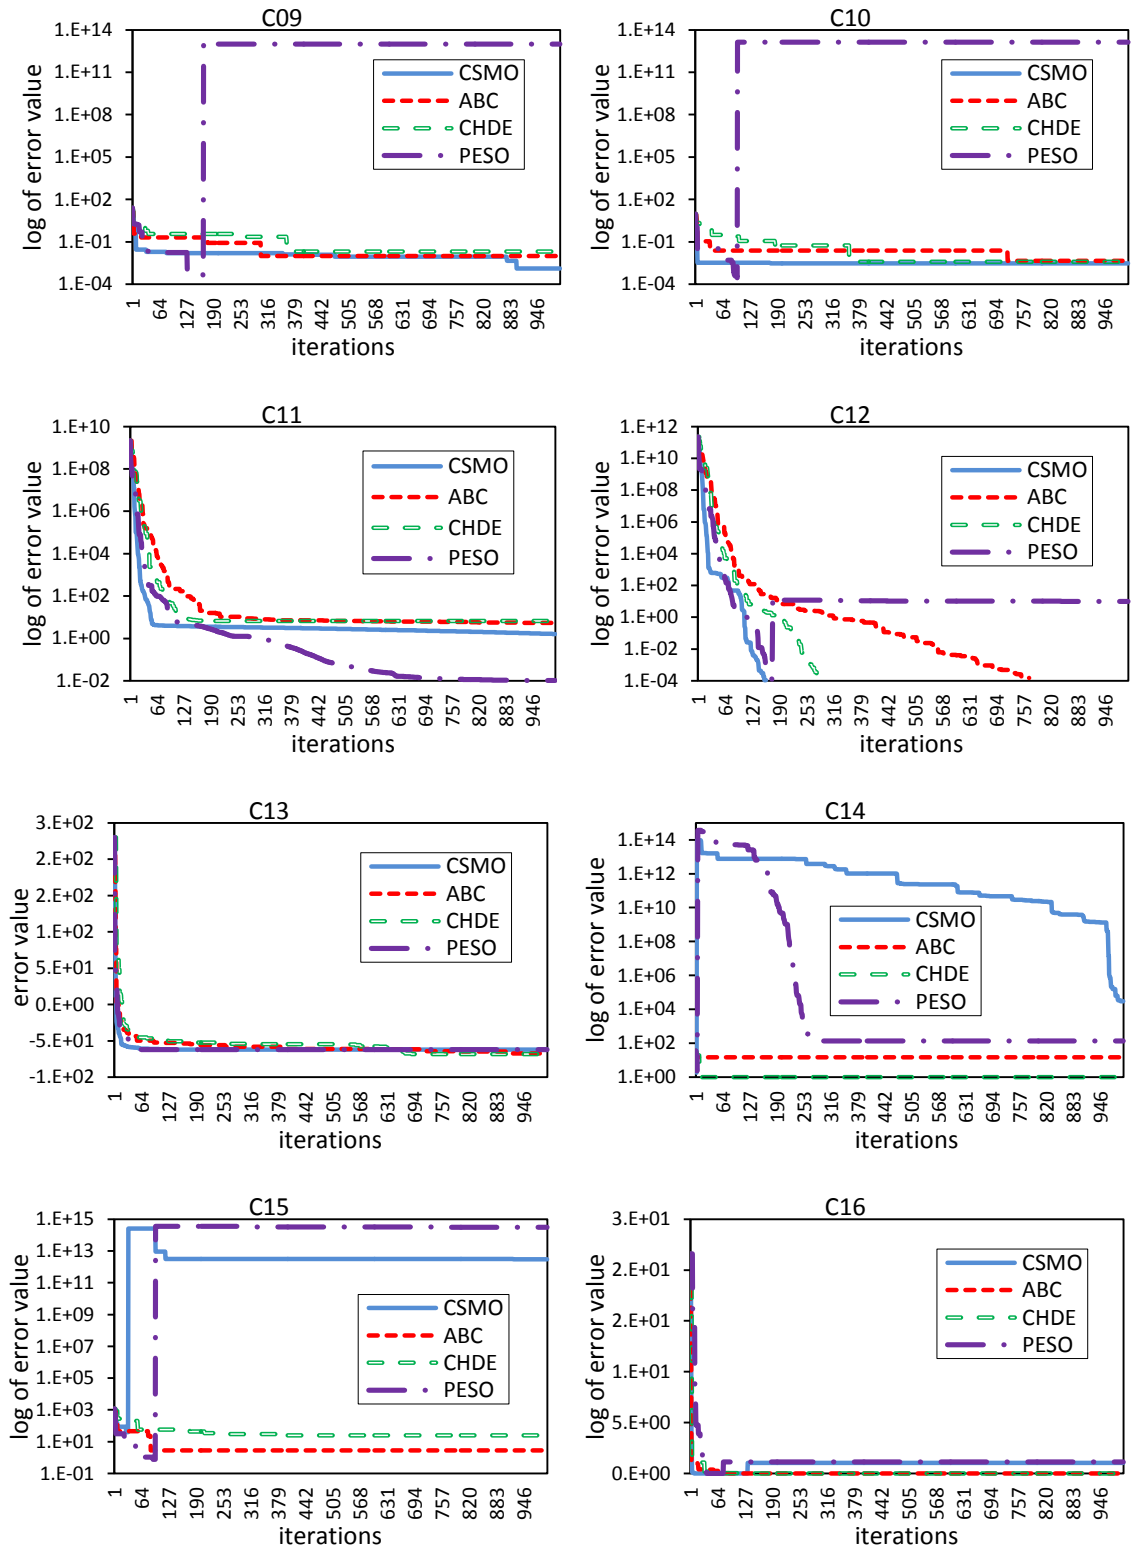 C09
log of error value
1.E+14
1.E+11
1.E+08
1.E+05
1.E+02
1.E-01
1.E-04
CSMO
ABC
CHDE
PESO
1 64 127 190 253 316 379 442 505 568 631 694 757 820 883 946
iterations
C10
log of error value
1.E+14
1.E+11
1.E+08
1.E+05
1.E+02
1.E-01
1.E-04
CSMO
ABC
CHDE
PESO
1 64 127 190 253 316 379 442 505 568 631 694 757 820 883 946
iterations
C11
log of error value
1.E+10
1.E+08
1.E+06
1.E+04
1.E+02
1.E+00
1.E-02
CSMO
ABC
CHDE
PESO
1 64 127 190 253 316 379 442 505 568 631 694 757 820 883 946
iterations
C12
log of error value
1.E+12
1.E+10
1.E+08
1.E+06
1.E+04
1.E+02
1.E+00
1.E-02
1.E-04
CSMO
ABC
CHDE
PESO
1 64 127 190 253 316 379 442 505 568 631 694 757 820 883 946
iterations
C13
error value
3.E+02
2.E+02
2.E+02
1.E+02
5.E+01
0.E+00
-5.E+01
-1.E+02
CSMO
ABC
CHDE
PESO
1 64 127 190 253 316 379 442 505 568 631 694 757 820 883 946
iterations
C14
log of error value
1.E+14
1.E+12
1.E+10
1.E+08
1.E+06
1.E+04
1.E+02
1.E+00
CSMO
ABC
CHDE
PESO
1 64 127 190 253 316 379 442 505 568 631 694 757 820 883 946
iterations
C15
log of error value
1.E+15
1.E+13
1.E+11
1.E+09
1.E+07
1.E+05
1.E+03
1.E+01
1.E-01
CSMO
ABC
CHDE
PESO
1 64 127 190 253 316 379 442 505 568 631 694 757 820 883 946
iterations
C16
log of error value
3.E+01
2.E+01
2.E+01
1.E+01
5.E+00
0.E+00
CSMO
ABC
CHDE
PESO
1 64 127 190 253 316 379 442 505 568 631 694 757 820 883 946
iterations